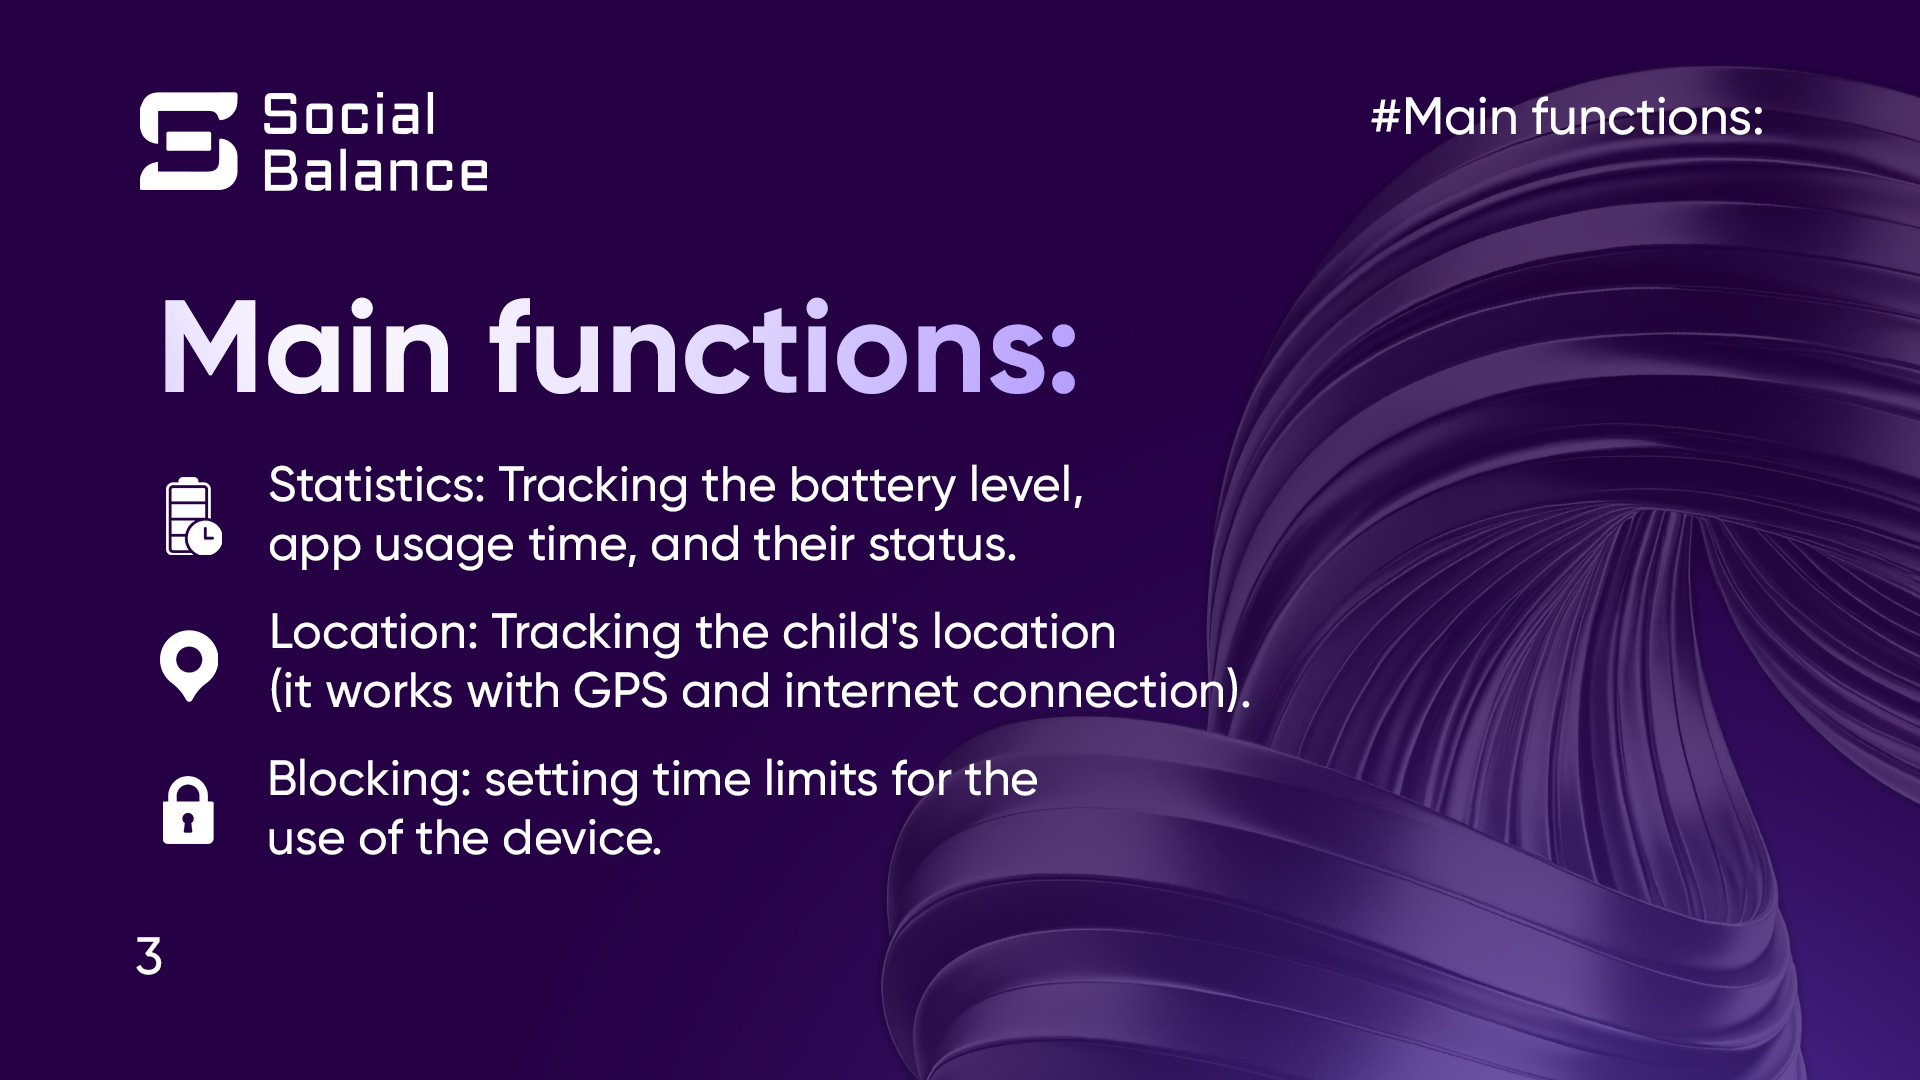 Social
Balance
#Main functions:
Main functions:
Statistics: Tracking the battery level,
app usage time, and their status.
Location: Tracking the child's location
(it works with GPS and internet connection).
Blocking: setting time limits for the
use of the device.
3